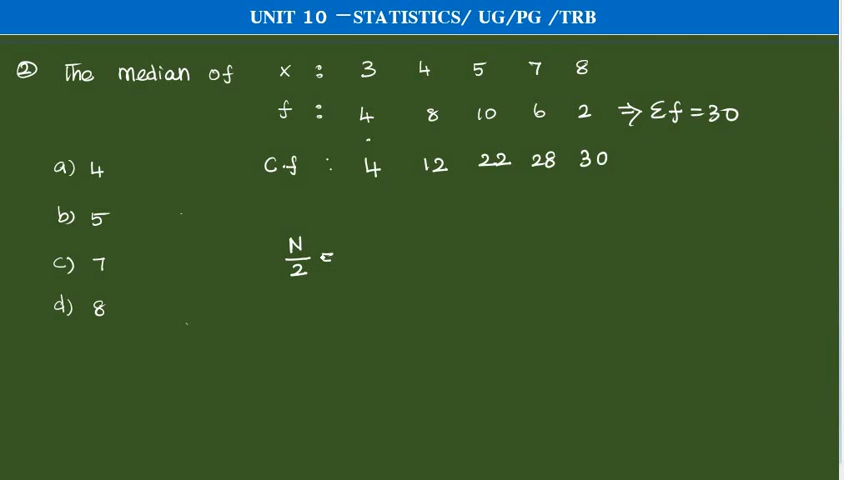 UNIT 10 – STATISTICS/ UG/PG /TRB
② The median of x : 3 4 5 7 8
f : 4 8 10 6 2 ⇒ Σf = 30
C.f : 4 12 22 28 30
a) 4
b) 5
c) 7
d) 8
N/2 =